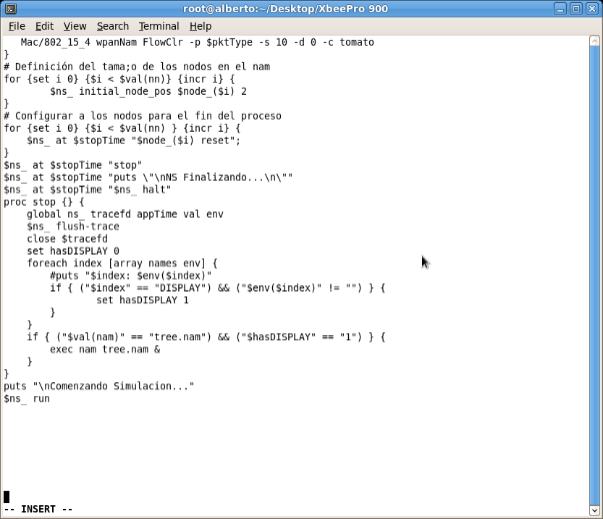 root@alberto:~/Desktop/XbeePro 900
File Edit View Search Terminal Help
   Mac/802_15_4 wpanNam FlowClr -p $pktType -s 10 -d 0 -c tomato
}
# Definición del tama;o de los nodos en el nam
for {set i 0} {$i < $val(nn)} {incr i} {
        $ns_ initial_node_pos $node_($i) 2
}
# Configurar a los nodos para el fin del proceso
for {set i 0} {$i < $val(nn) } {incr i} {
    $ns_ at $stopTime "$node_($i) reset";
}
$ns_ at $stopTime "stop"
$ns_ at $stopTime "puts \"\nNS Finalizando...\n\""
$ns_ at $stopTime "$ns_ halt"
proc stop {} {
    global ns_ tracefd appTime val env
    $ns_ flush-trace
    close $tracefd
    set hasDISPLAY 0
    foreach index [array names env] {
        #puts "$index: $env($index)"
        if { ("$index" == "DISPLAY") && ("$env($index)" != "") } {
                set hasDISPLAY 1
        }
    }
    if { ("$val(nam)" == "tree.nam") && ("$hasDISPLAY" == "1") } {
        exec nam tree.nam &
    }
}
puts "\nComenzando Simulacion..."
$ns_ run
-- INSERT --